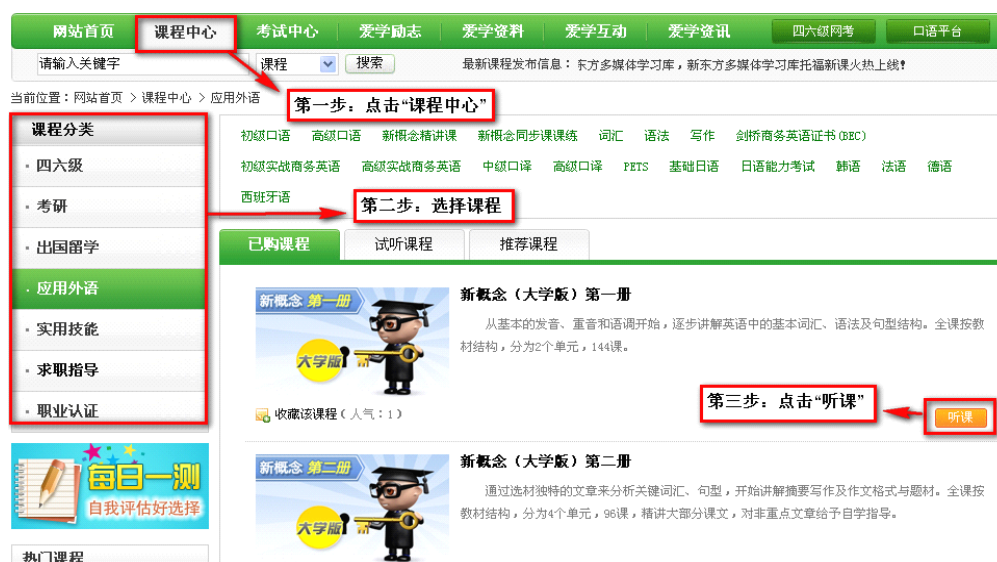 网站首页 课程中心 考试中心 爱学励志 爱学资料 爱学互动 爱学资讯 四六级网考 口语平台
请输入关键字 课程 搜索 最新课程发布信息：东方多媒体学习库，新东方多媒体学习库托福新课火热上线！
当前位置：网站首页 > 课程中心 > 应用外语
第一步：点击“课程中心”
课程分类
· 四六级
· 考研
· 出国留学
· 应用外语
· 实用技能
· 求职指导
· 职业认证
初级口语 高级口语 新概念精讲课 新概念同步课课练 词汇 语法 写作 剑桥商务英语证书(BEC)
初级实战商务英语 高级实战商务英语 中级口译 高级口译 PETS 基础日语 日语能力考试 韩语 法语 德语
西班牙语
第二步：选择课程
已购课程 试听课程 推荐课程
新概念 第一册
大学版
新概念（大学版）第一册
从基本的发音、重音和语调开始，逐步讲解英语中的基本词汇、语法及句型结构。全课按教
材结构，分为2个单元，144课。
收藏该课程（人气：1）
第三步：点击“听课”
听课
新概念 第二册
大学版
新概念（大学版）第二册
通过选材独特的文章来分析关键词汇、句型，开始讲解摘要写作及作文格式与题材。全课按
教材结构，分为4个单元，96课，精讲大部分课文，对非重点文章给予自学指导。
每日一测
自我评估好选择
热门课程